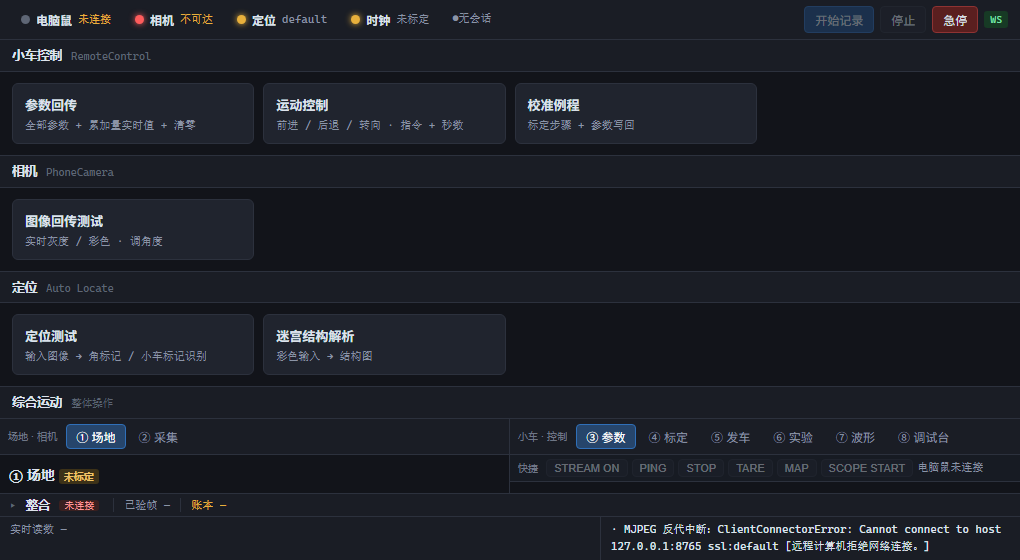 电脑鼠 未连接 相机 不可达 定位 default 时钟 未标定 无会话 开始记录 停止 急停 WS
小车控制 RemoteControl
参数回传 运动控制 校准例程
全部参数 + 累加量实时值 + 清零 前进 / 后退 / 转向 · 指令 + 秒数 标定步骤 + 参数写回
相机 PhoneCamera
图像回传测试
实时灰度 / 彩色 · 调角度
定位 Auto Locate
定位测试 迷宫结构解析
输入图像 → 角标记 / 小车标记识别 彩色输入 → 结构图
综合运动 整体操作
场地·相机 ① 场地 ② 采集 小车·控制 ③ 参数 ④ 标定 ⑤ 发车 ⑥ 实验 ⑦ 波形 ⑧ 调试台
① 场地 未标定 快捷 STREAM ON PING STOP TARE MAP SCOPE START 电脑鼠未连接
▸ 整合 未连接 已验帧 — 账本 —
实时读数 — · MJPEG 反代中断: ClientConnectorError: Cannot connect to host
127.0.0.1:8765 ssl:default [远程计算机拒绝网络连接。]